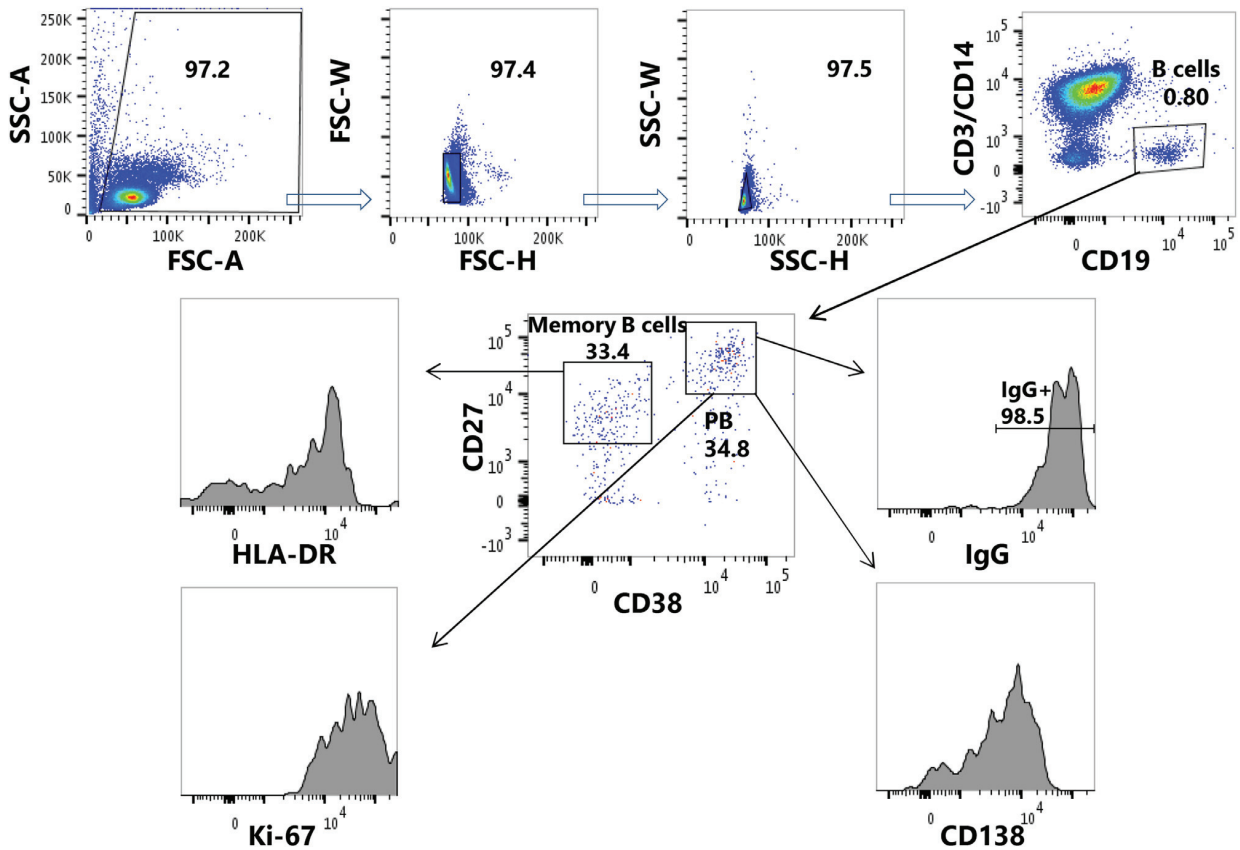 250K
200K
150K
100K
50K
0
SSC-A
97.2
0
100K
200K
FSC-A
FSC-W
97.4
0
100K
200K
FSC-H
SSC-W
97.5
0
100K
200K
SSC-H
CD3/CD14
10^5
10^4
10^3
0
-10^3
B cells
0.80
0
10^4
10^5
CD19
0
10^4
HLA-DR
Memory B cells
33.4
10^5
10^4
10^3
0
-10^3
CD27
PB
34.8
0
10^4
10^5
CD38
IgG+
98.5
0
10^4
IgG
0
10^4
Ki-67
0
10^4
CD138